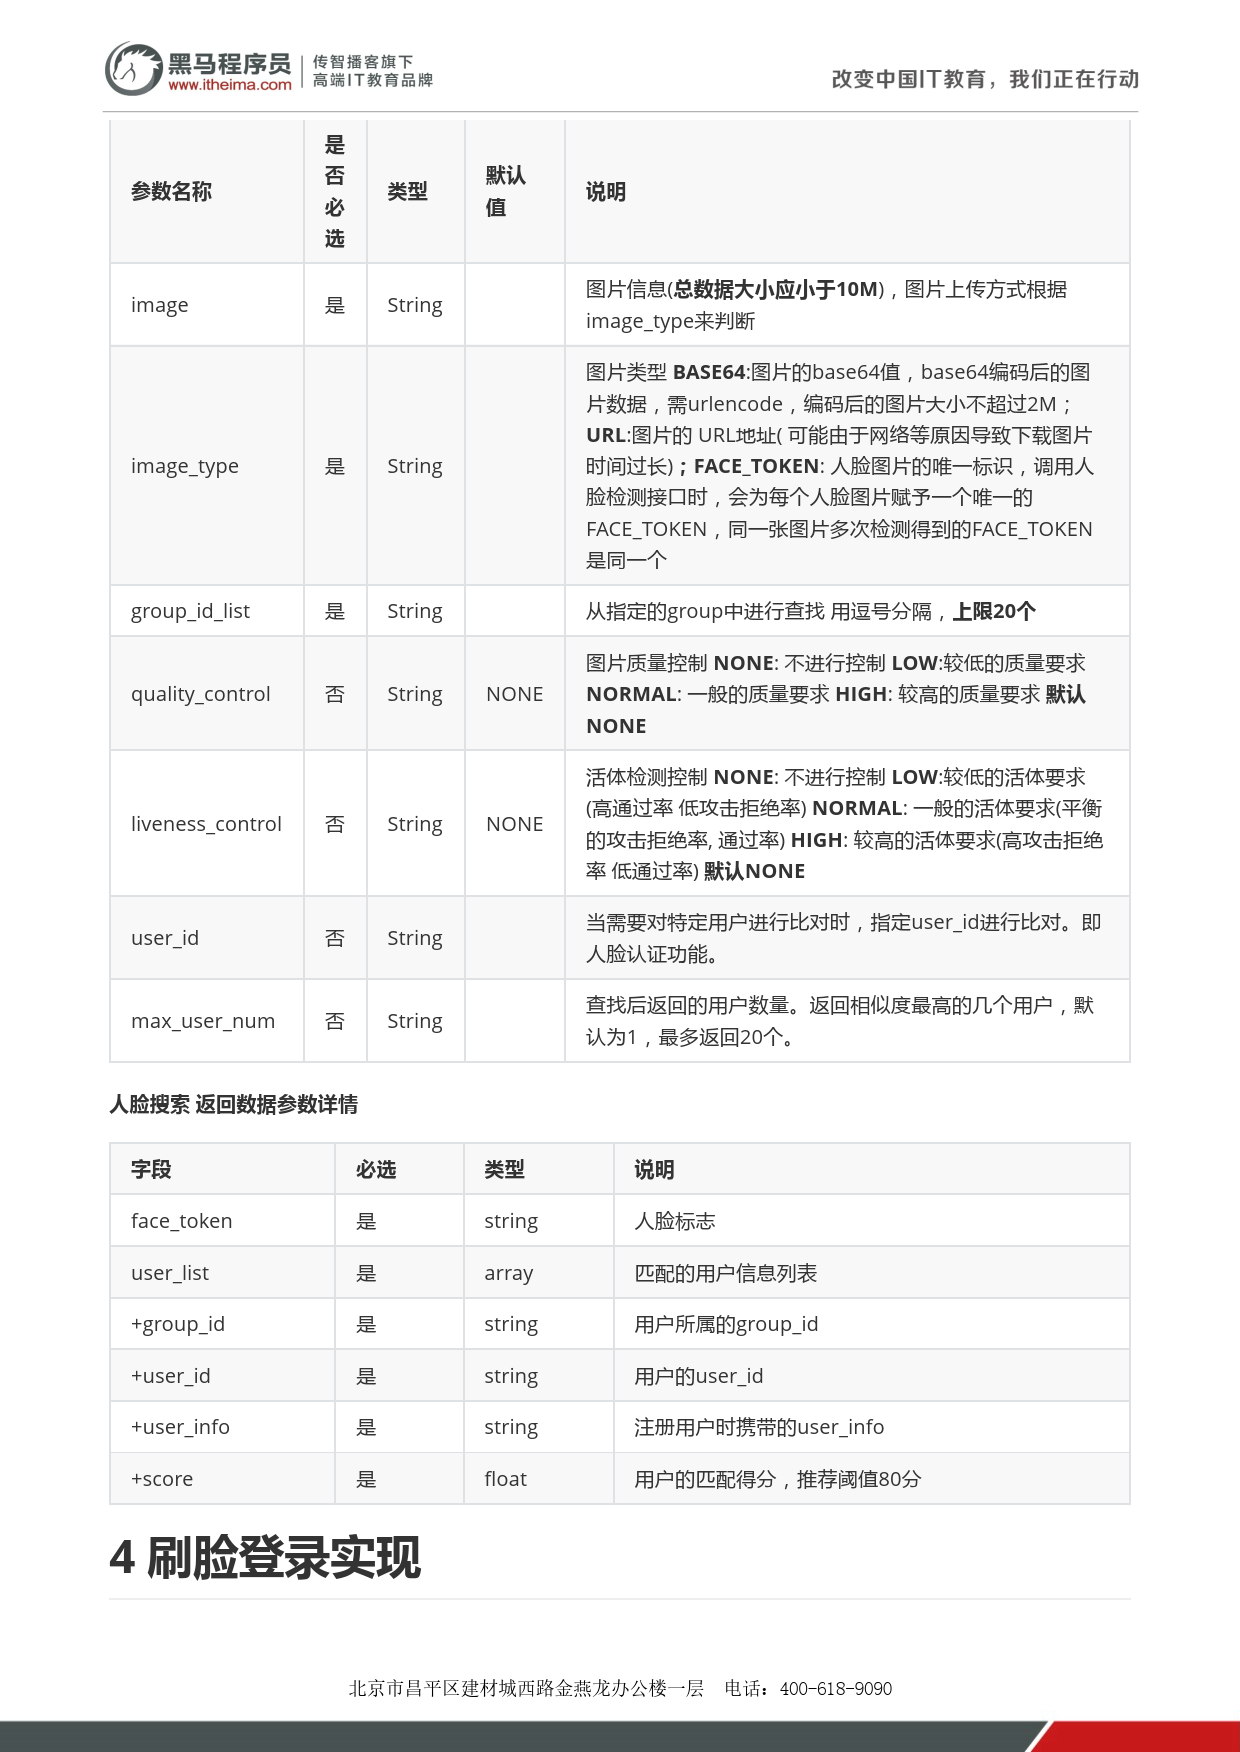 黑马程序员
www.itheima.com
传智播客旗下
高端IT教育品牌
改变中国IT教育，我们正在行动
参数名称 是否必选 类型 默认值 说明
image 是 String 图片信息(总数据大小应小于10M)，图片上传方式根据
image_type来判断
image_type 是 String 图片类型 BASE64:图片的base64值，base64编码后的图
片数据，需urlencode，编码后的图片大小不超过2M；
URL:图片的 URL地址( 可能由于网络等原因导致下载图片
时间过长)；FACE_TOKEN: 人脸图片的唯一标识，调用人
脸检测接口时，会为每个人脸图片赋予一个唯一的
FACE_TOKEN，同一张图片多次检测得到的FACE_TOKEN
是同一个
group_id_list 是 String 从指定的group中进行查找 用逗号分隔，上限20个
quality_control 否 String NONE 图片质量控制 NONE: 不进行控制 LOW:较低的质量要求
NORMAL: 一般的质量要求 HIGH: 较高的质量要求 默认
NONE
liveness_control 否 String NONE 活体检测控制 NONE: 不进行控制 LOW:较低的活体要求
(高通过率 低攻击拒绝率) NORMAL: 一般的活体要求(平衡
的攻击拒绝率, 通过率) HIGH: 较高的活体要求(高攻击拒绝
率 低通过率) 默认NONE
user_id 否 String 当需要对特定用户进行比对时，指定user_id进行比对。即
人脸认证功能。
max_user_num 否 String 查找后返回的用户数量。返回相似度最高的几个用户，默
认为1，最多返回20个。
人脸搜索 返回数据参数详情
字段 必选 类型 说明
face_token 是 string 人脸标志
user_list 是 array 匹配的用户信息列表
+group_id 是 string 用户所属的group_id
+user_id 是 string 用户的user_id
+user_info 是 string 注册用户时携带的user_info
+score 是 float 用户的匹配得分，推荐阈值80分
4 刷脸登录实现
北京市昌平区建材城西路金燕龙办公楼一层 电话：400-618-9090